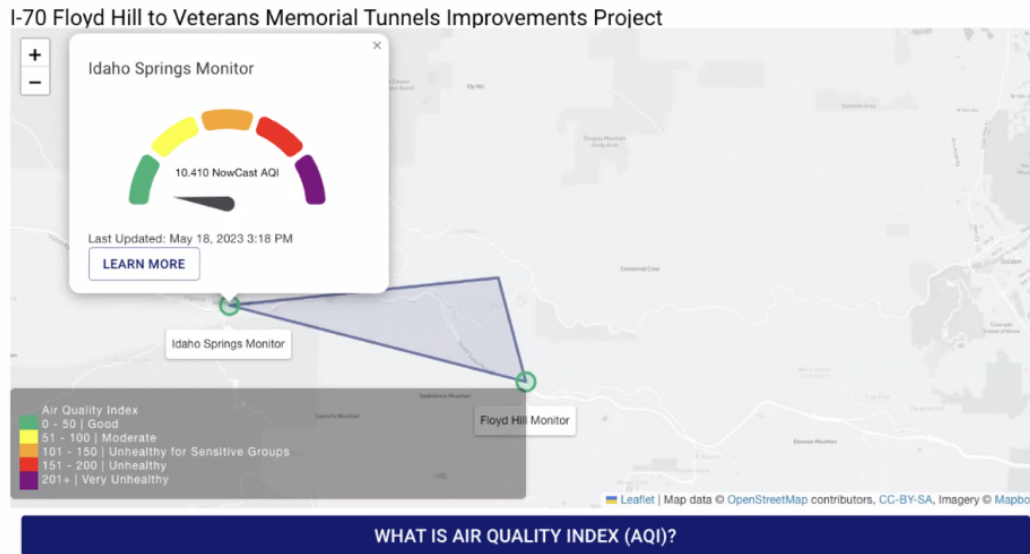 I-70 Floyd Hill to Veterans Memorial Tunnels Improvements Project
+
−
×
Idaho Springs Monitor
10.410 NowCast AQI
Last Updated: May 18, 2023 3:18 PM
LEARN MORE
Centennial Cone
Golden
Idaho Springs Monitor
Floyd Hill Monitor
Air Quality Index
0 - 50 | Good
51 - 100 | Moderate
101 - 150 | Unhealthy for Sensitive Groups
151 - 200 | Unhealthy
201+ | Very Unhealthy
Leaflet | Map data © OpenStreetMap contributors, CC-BY-SA, Imagery © Mapbo
WHAT IS AIR QUALITY INDEX (AQI)?